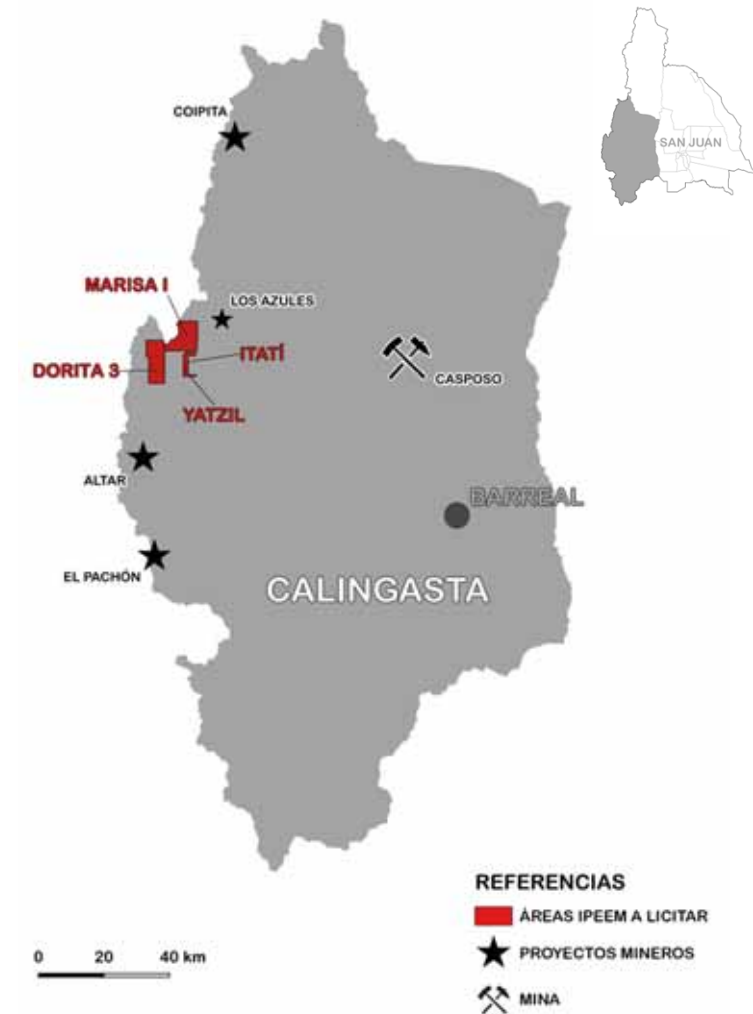 SAN JUAN
COIPITA
MARISA I
LOS AZULES
ITATÍ
DORITA 3
CASPOSO
YATZIL
ALTAR
BARREAL
EL PACHÓN
CALINGASTA
REFERENCIAS
ÁREAS IPEEM A LICITAR
0 20 40 km
PROYECTOS MINEROS
MINA